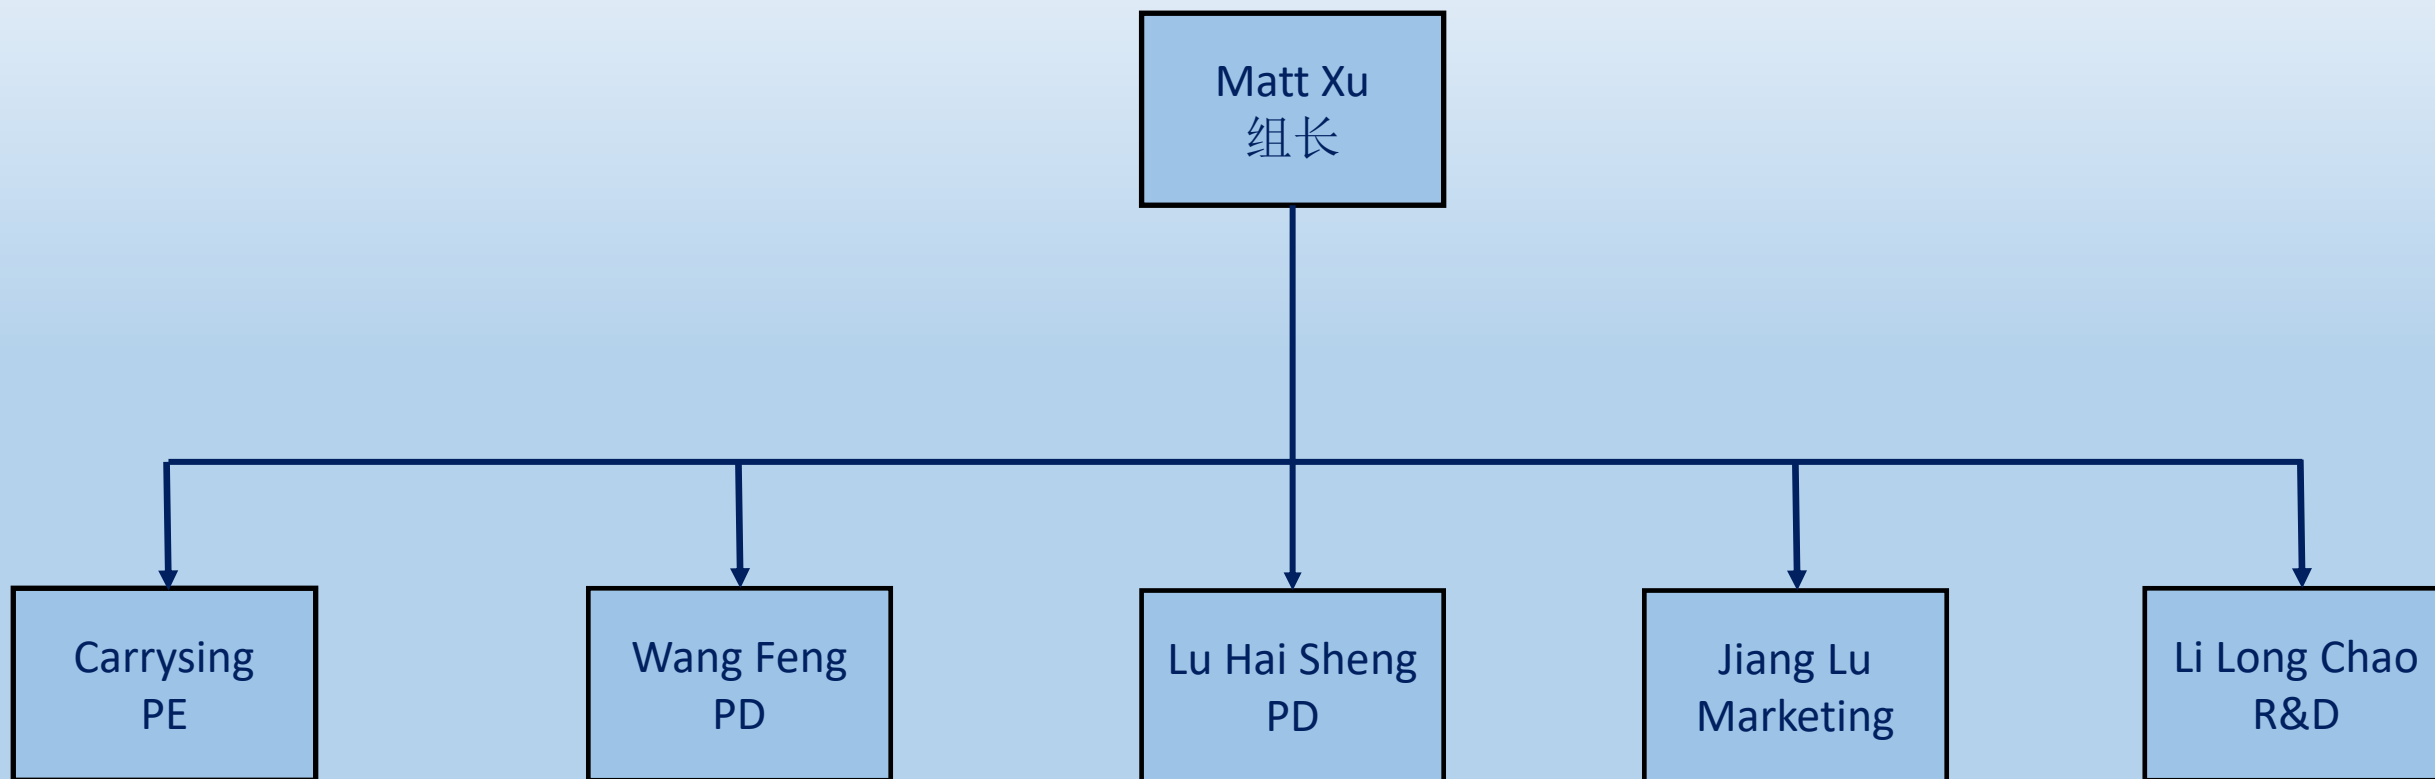 Matt Xu
组长
Carrysing
PE
Wang Feng
PD
Lu Hai Sheng
PD
Jiang Lu
Marketing
Li Long Chao
R&D